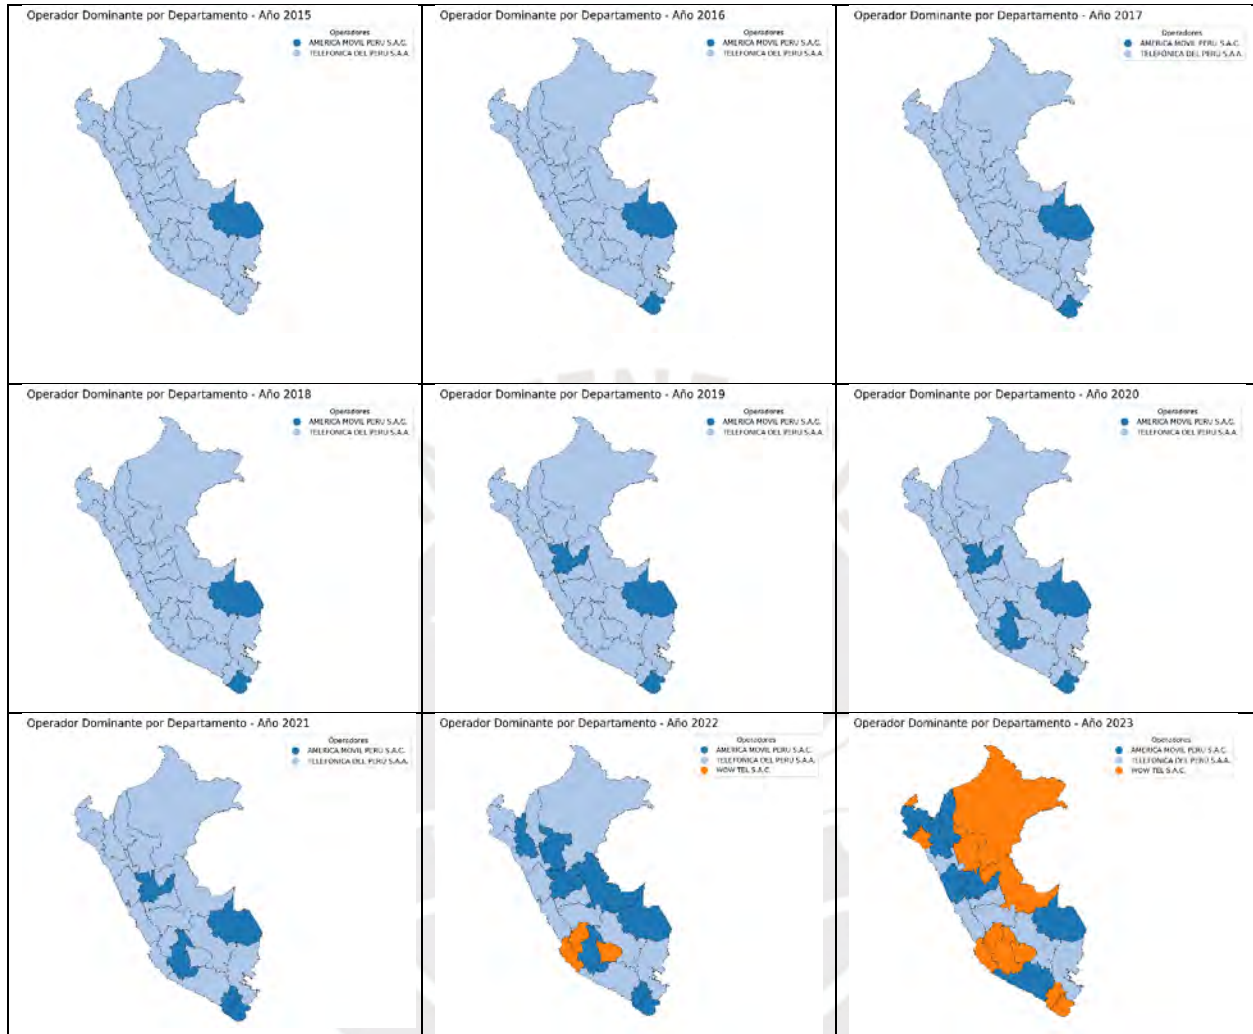 Operador Dominante por Departamento - Año 2015
Operadores
AMERICA MOVIL PERU S.A.C.
TELEFONICA DEL PERU S.A.A.
Operador Dominante por Departamento - Año 2016
Operadores
AMERICA MOVIL PERU S.A.C.
TELEFONICA DEL PERU S.A.A.
Operador Dominante por Departamento - Año 2017
Operadores
AMERICA MOVIL PERU S.A.C.
TELEFONICA DEL PERU S.A.A.
Operador Dominante por Departamento - Año 2018
Operadores
AMERICA MOVIL PERU S.A.C.
TELEFONICA DEL PERU S.A.A.
Operador Dominante por Departamento - Año 2019
Operadores
AMERICA MOVIL PERU S.A.C.
TELEFONICA DEL PERU S.A.A.
Operador Dominante por Departamento - Año 2020
Operadores
AMERICA MOVIL PERU S.A.C.
TELEFONICA DEL PERU S.A.A.
Operador Dominante por Departamento - Año 2021
Operadores
AMERICA MOVIL PERU S.A.C.
TELEFONICA DEL PERU S.A.A.
Operador Dominante por Departamento - Año 2022
Operadores
AMERICA MOVIL PERU S.A.C.
TELEFONICA DEL PERU S.A.A.
WOW TEL S.A.C.
Operador Dominante por Departamento - Año 2023
Operadores
AMERICA MOVIL PERU S.A.C.
TELEFONICA DEL PERU S.A.A.
WOW TEL S.A.C.